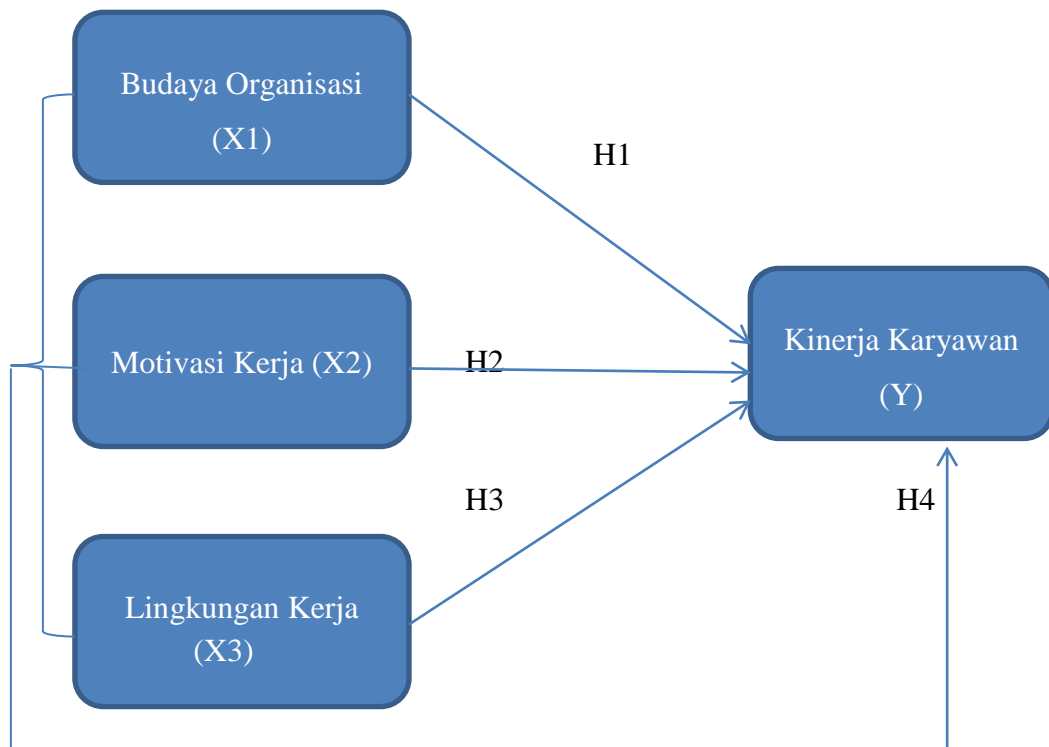 Budaya Organisasi
(X1)
H1
Motivasi Kerja (X2)
H2
Kinerja Karyawan
(Y)
H3
H4
Lingkungan Kerja
(X3)